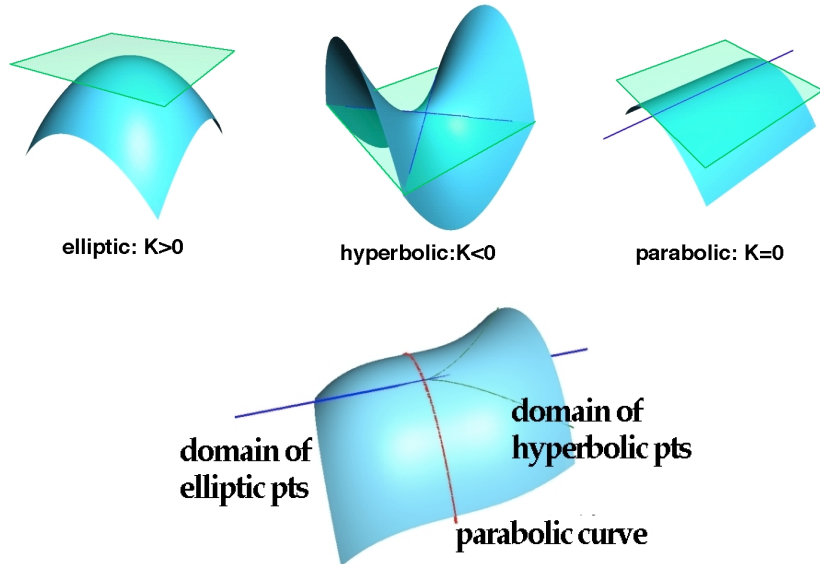 elliptic: K>0
hyperbolic:K<0
parabolic: K=0
domain of
elliptic pts
domain of
hyperbolic pts
parabolic curve